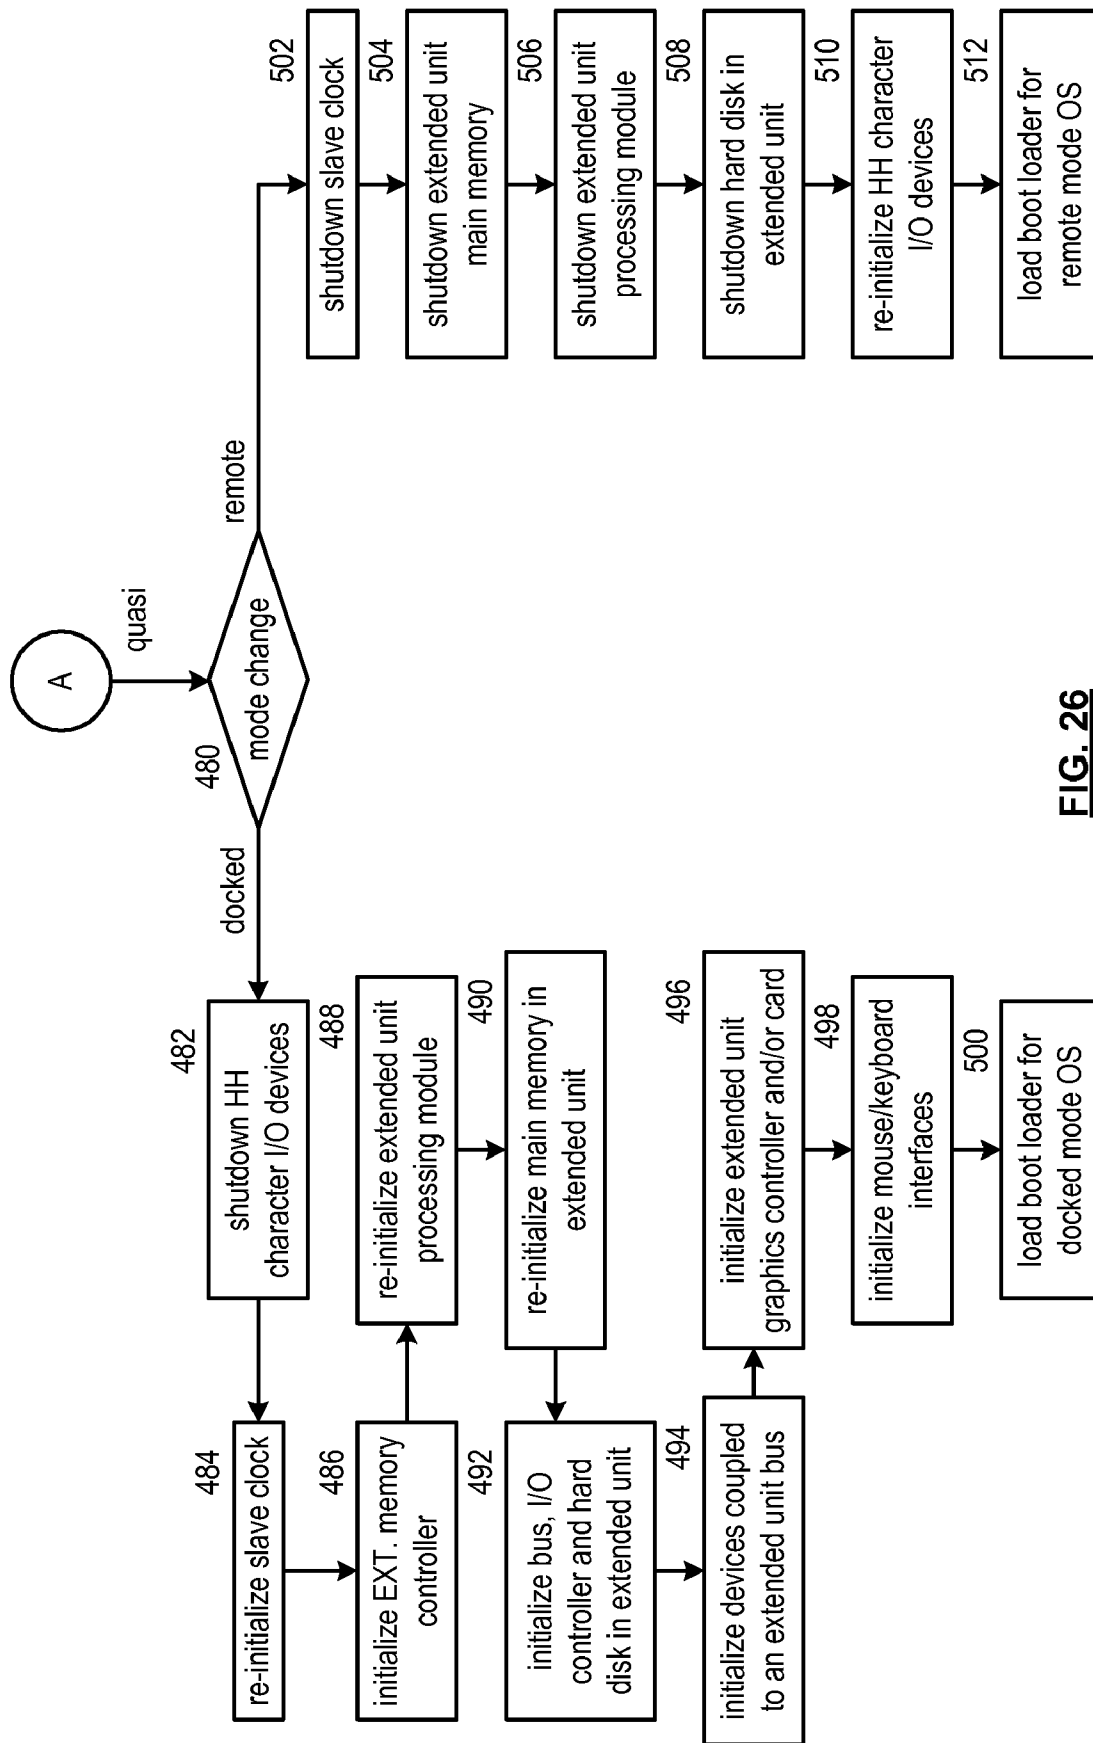 A
quasi
480
mode change
docked
remote
482
shutdown HH
character I/O devices
484
re-initialize slave clock
486
initialize EXT. memory
controller
488
re-initialize extended unit
processing module
490
re-initialize main memory in
extended unit
492
initialize bus, I/O
controller and hard
disk in extended unit
494
initialize devices coupled
to an extended unit bus
496
initialize extended unit
graphics controller and/or card
498
initialize mouse/keyboard
interfaces
500
load boot loader for
docked mode OS
502
shutdown slave clock
504
shutdown extended unit
main memory
506
shutdown extended unit
processing module
508
shutdown hard disk in
extended unit
510
re-initialize HH character
I/O devices
512
load boot loader for
remote mode OS
FIG. 26